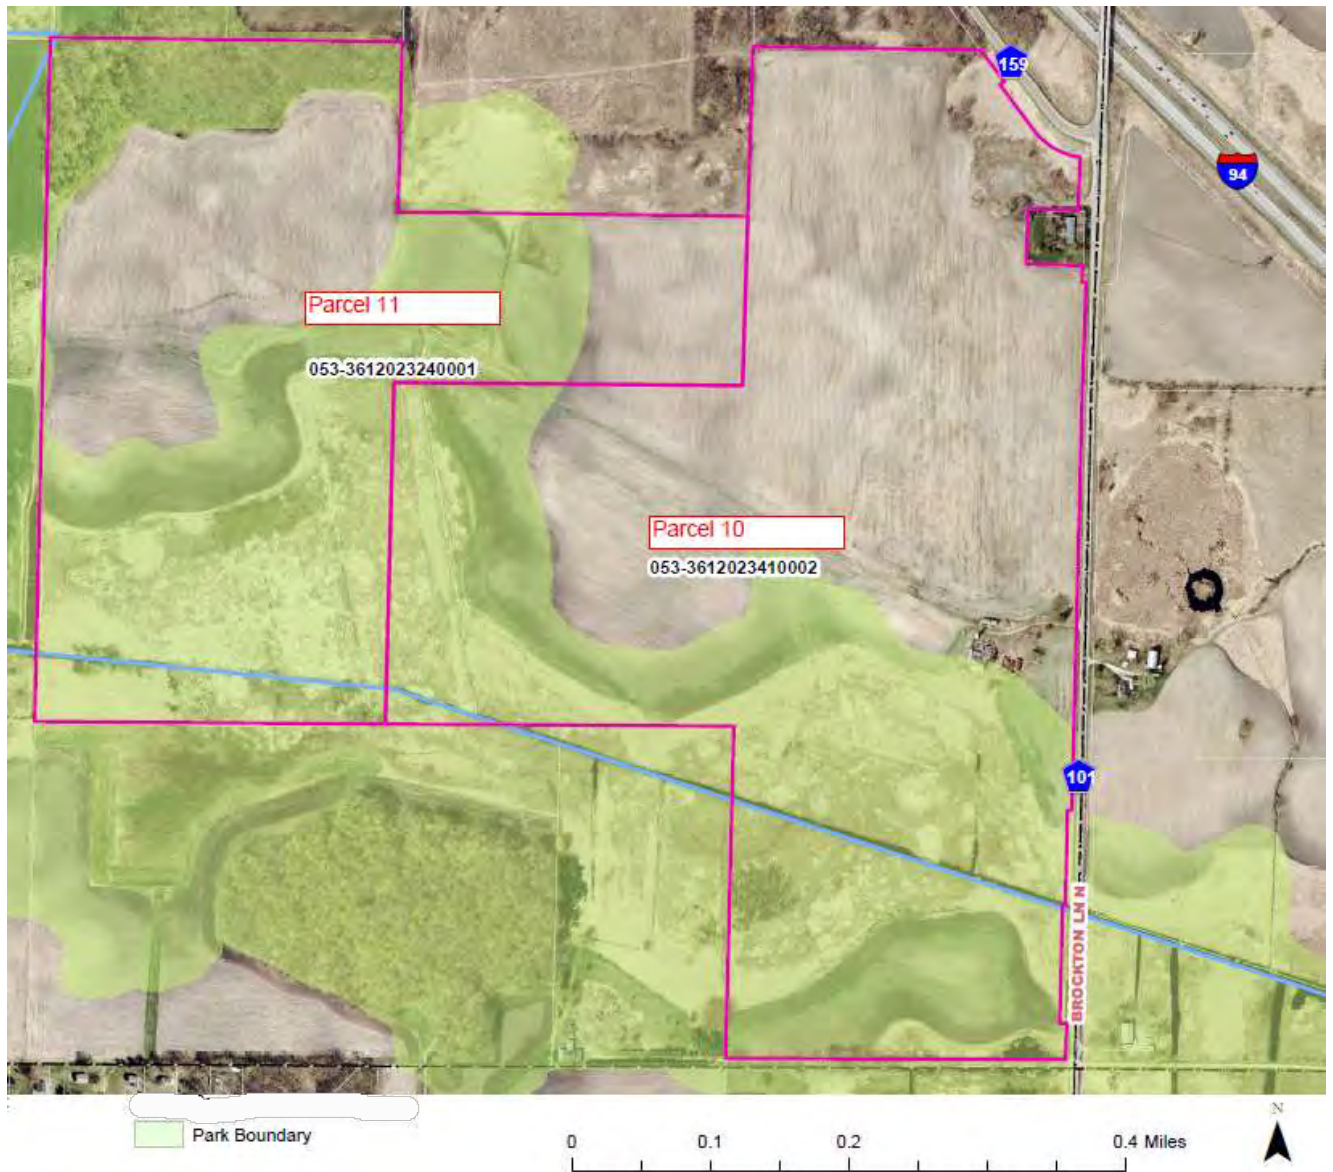 159
94
Parcel 11
053-3612023240001
Parcel 10
053-3612023410002
101
BROCKTON LN N
Park Boundary
0 0.1 0.2 0.4 Miles
N